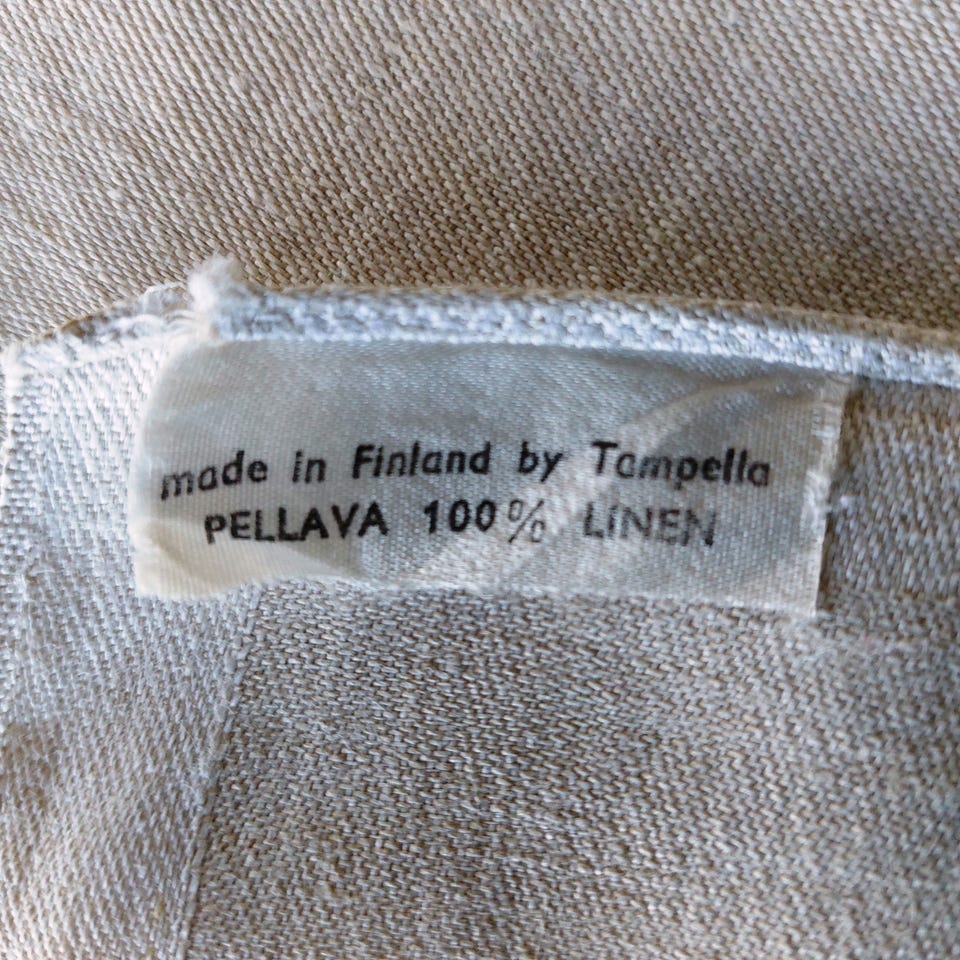 made in Finland by Tampella
PELLAVA 100% LINEN